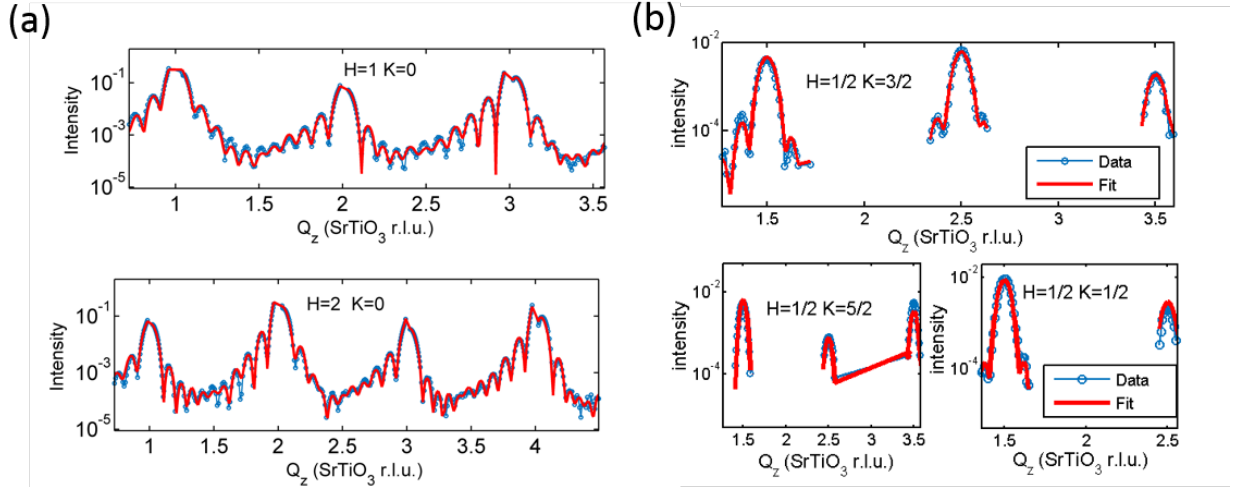 (a)
H=1 K=0
Intensity
10^-1
10^-3
10^-5
1 1.5 2 2.5 3 3.5
Q_z (SrTiO_3 r.l.u.)
H=2 K=0
Intensity
10^-1
10^-3
10^-5
1 2 3 4
Q_z (SrTiO_3 r.l.u.)
(b)
H=1/2 K=3/2
intensity
10^-2
10^-4
Data
Fit
1.5 2 2.5 3 3.5
Q_z (SrTiO_3 r.l.u.)
H=1/2 K=5/2
intensity
10^-2
10^-4
1.5 2 2.5 3 3.5
Q_z (SrTiO_3 r.l.u.)
H=1/2 K=1/2
intensity
10^-2
10^-4
Data
Fit
1.5 2 2.5
Q_z (SrTiO_3 r.l.u.)